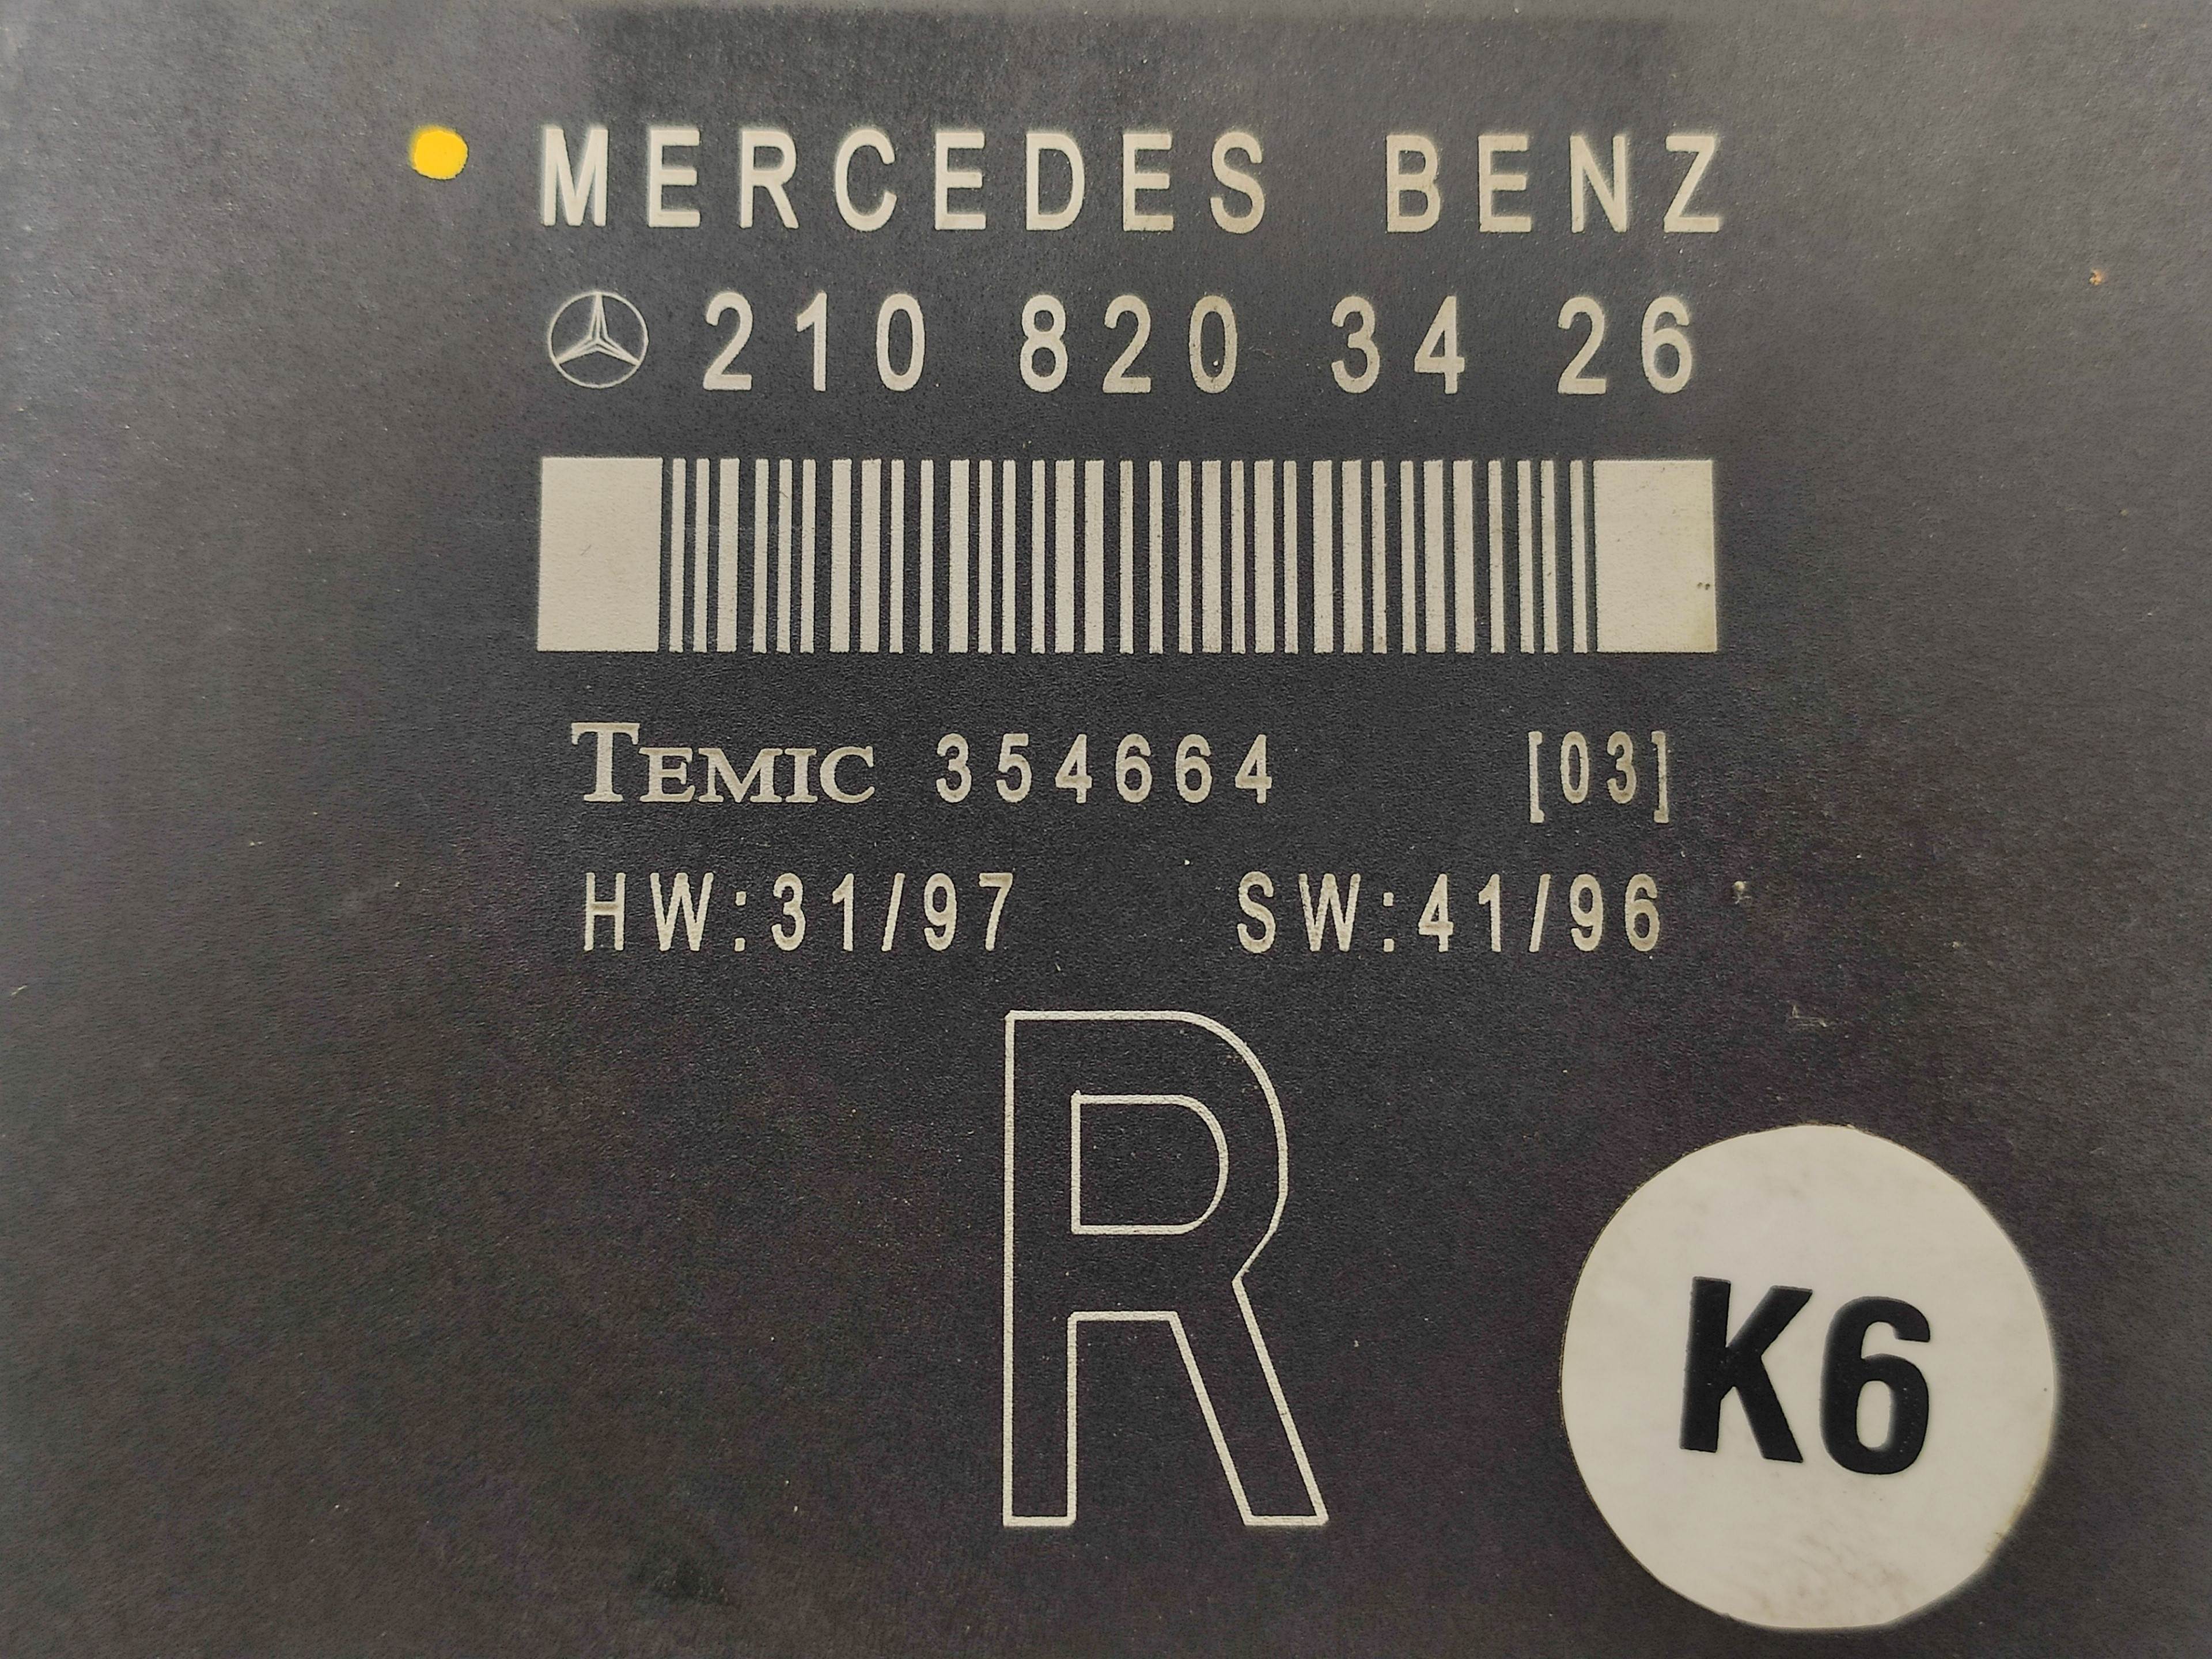 MERCEDES BENZ
210 820 34 26
TEMIC 354664 [03]
HW:31/97 SW:41/96
R
K6